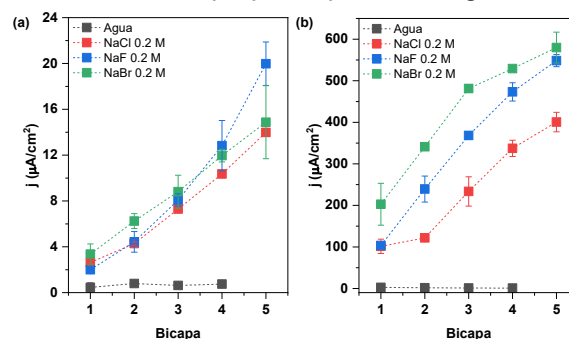 (a)
Agua
NaCl 0.2 M
NaF 0.2 M
NaBr 0.2 M
24
20
16
12
8
4
0
j (µA/cm²)
1 2 3 4 5
Bicapa
(b)
Agua
NaCl 0.2 M
NaF 0.2 M
NaBr 0.2 M
600
500
400
300
200
100
0
j (µA/cm²)
1 2 3 4 5
Bicapa